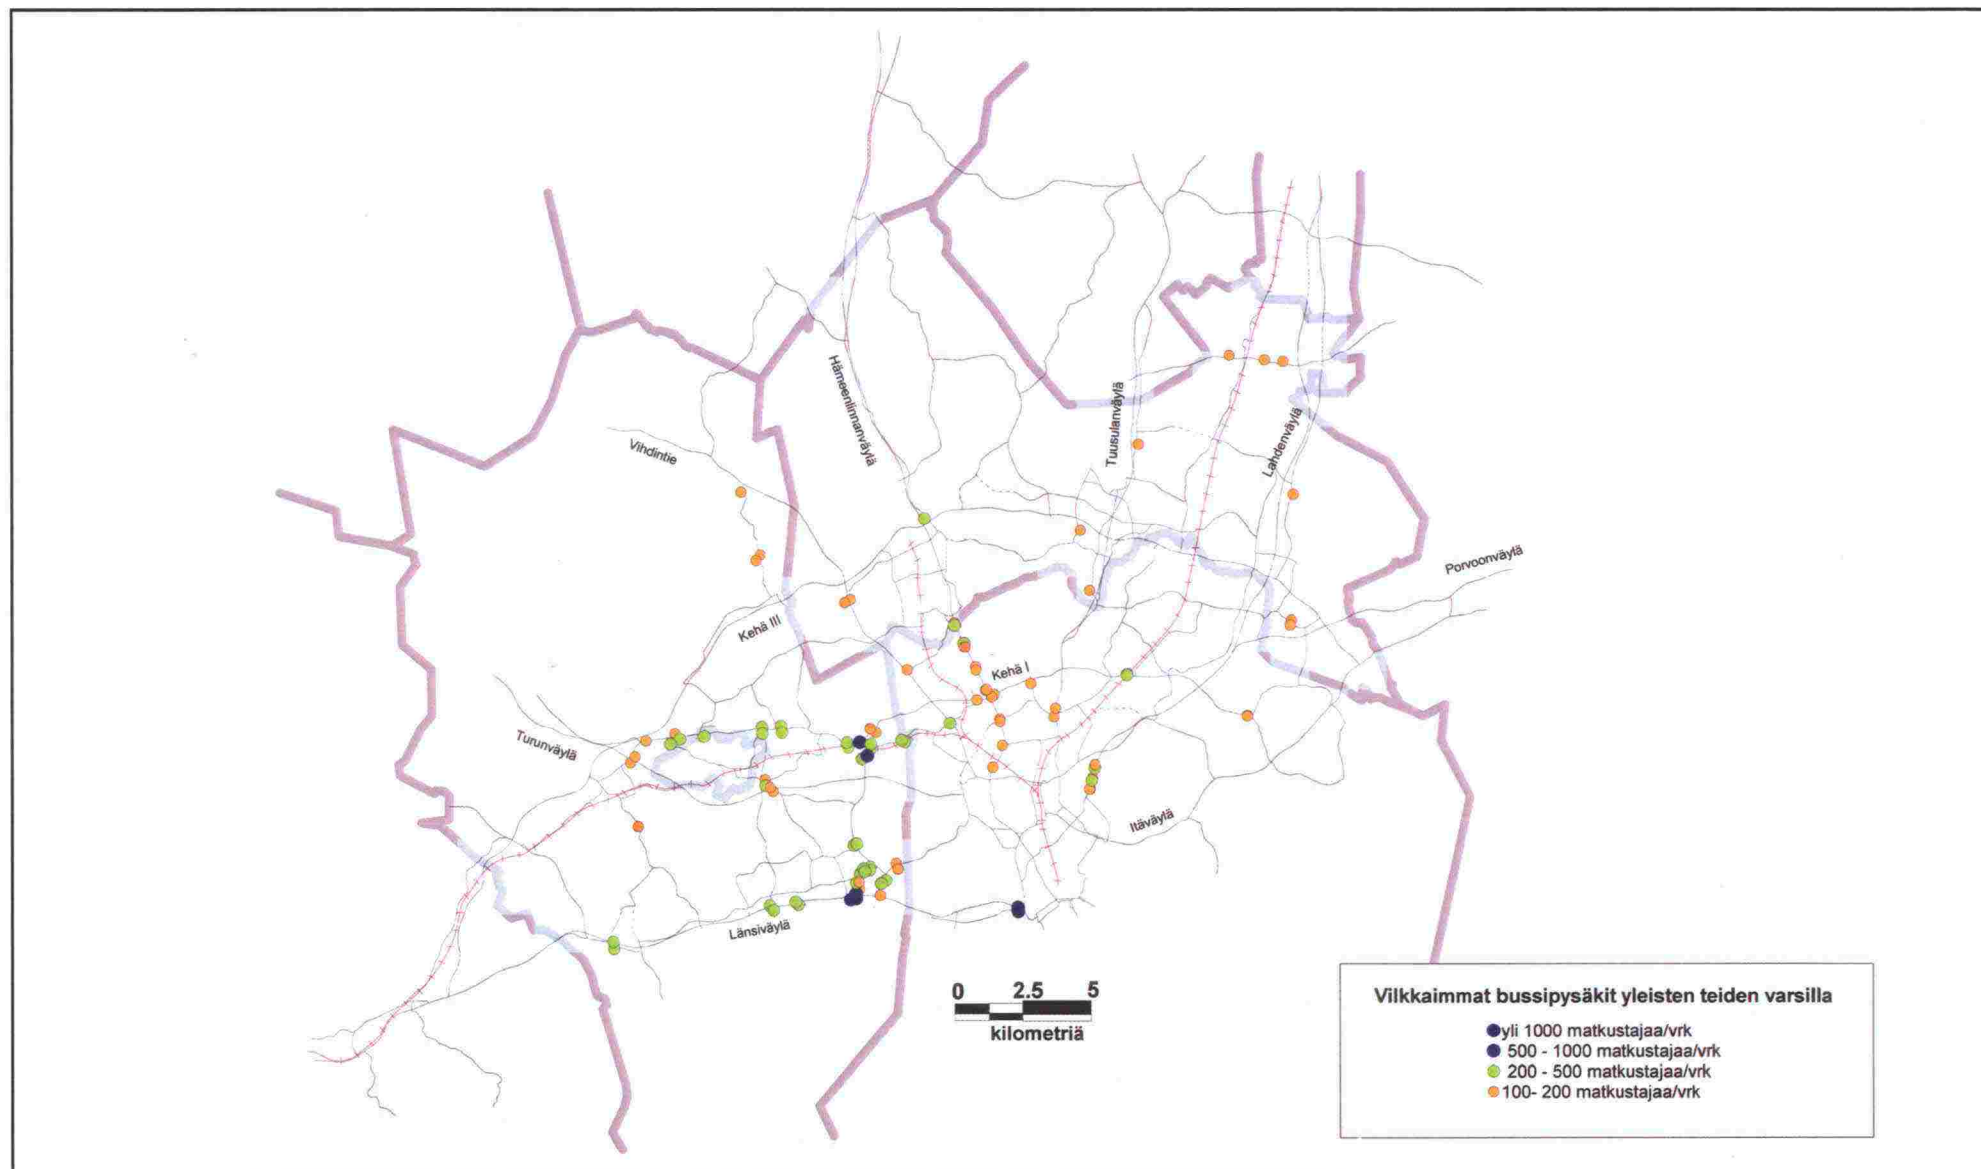 Hämeenlinnanväylä
Tuusulanväylä
Lahdenväylä
Vihdintie
Porvoonväylä
Kehä III
Kehä I
Turunväylä
Itäväylä
Länsiväylä
0 2.5 5
kilometriä
Vilkkaimmat bussipysäkit yleisten teiden varsilla
yli 1000 matkustajaa/vrk
500 - 1000 matkustajaa/vrk
200 - 500 matkustajaa/vrk
100- 200 matkustajaa/vrk